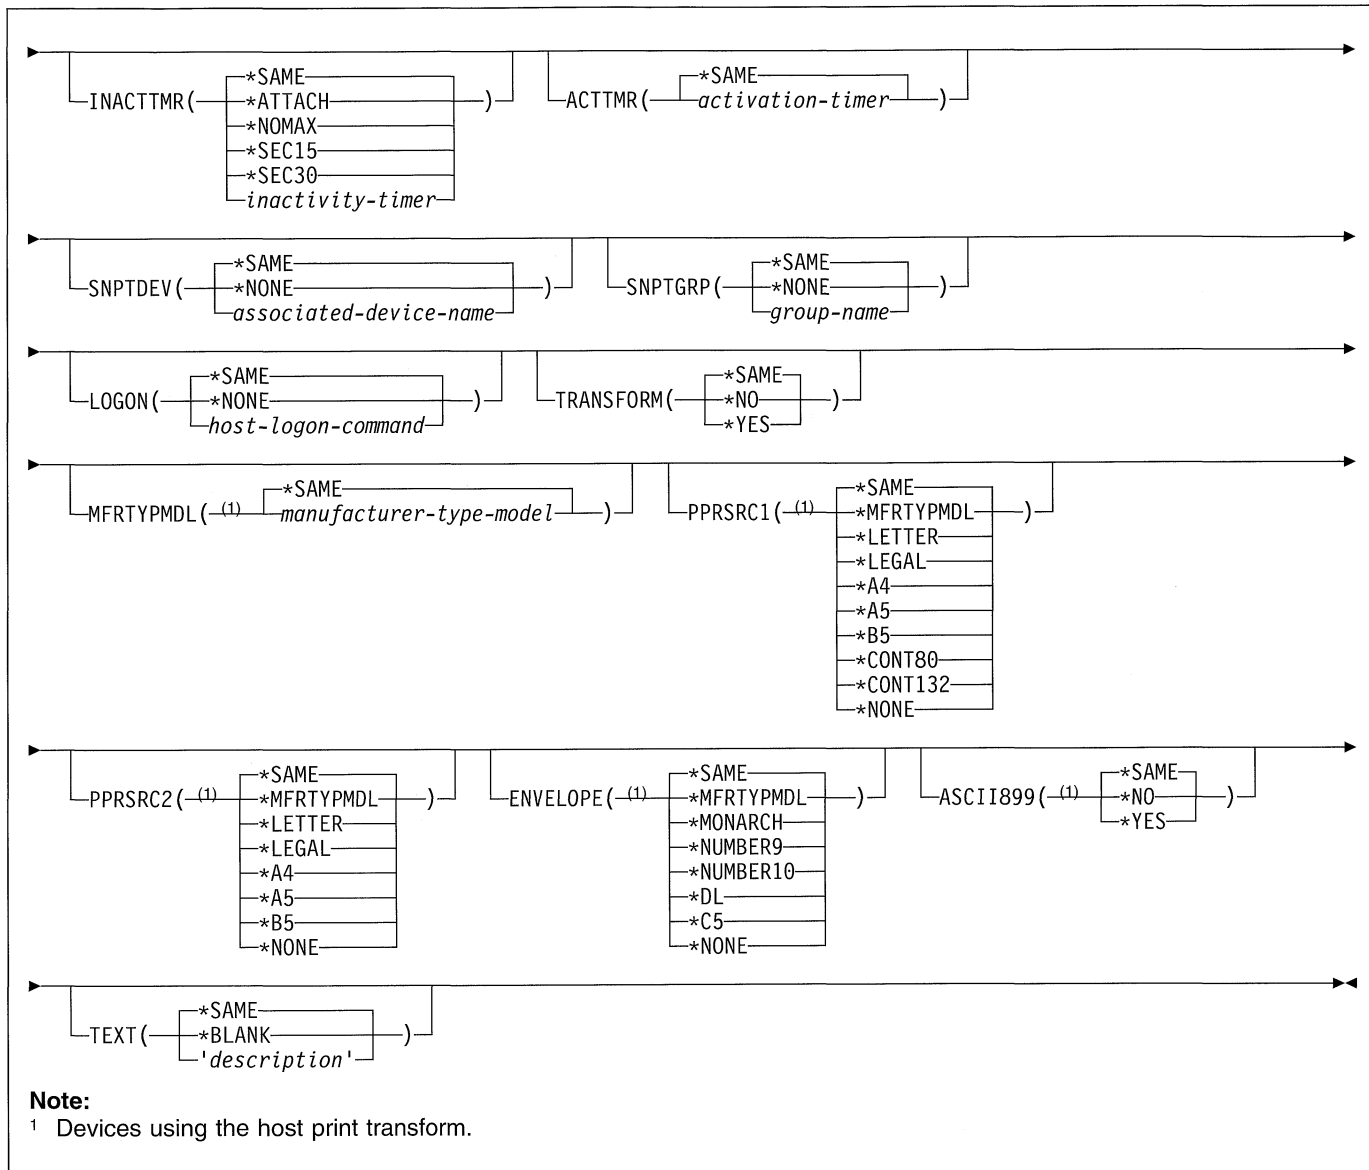 INACTTMR( *SAME )
*ATTACH
*NOMAX
*SEC15
*SEC30
inactivity-timer
ACTTMR( *SAME )
activation-timer
SNPTDEV( *SAME )
*NONE
associated-device-name
SNPTGRP( *SAME )
*NONE
group-name
LOGON( *SAME )
*NONE
host-logon-command
TRANSFORM( *SAME )
*NO
*YES
MFRTYPMDL( (1) *SAME )
manufacturer-type-model
PPRSRC1( (1) *SAME )
*MFRTYPMDL
*LETTER
*LEGAL
*A4
*A5
*B5
*CONT80
*CONT132
*NONE
PPRSRC2( (1) *SAME )
*MFRTYPMDL
*LETTER
*LEGAL
*A4
*A5
*B5
*NONE
ENVELOPE( (1) *SAME )
*MFRTYPMDL
*MONARCH
*NUMBER9
*NUMBER10
*DL
*C5
*NONE
ASCII899( (1) *SAME )
*NO
*YES
TEXT( *SAME )
*BLANK
'description'
Note:
1 Devices using the host print transform.